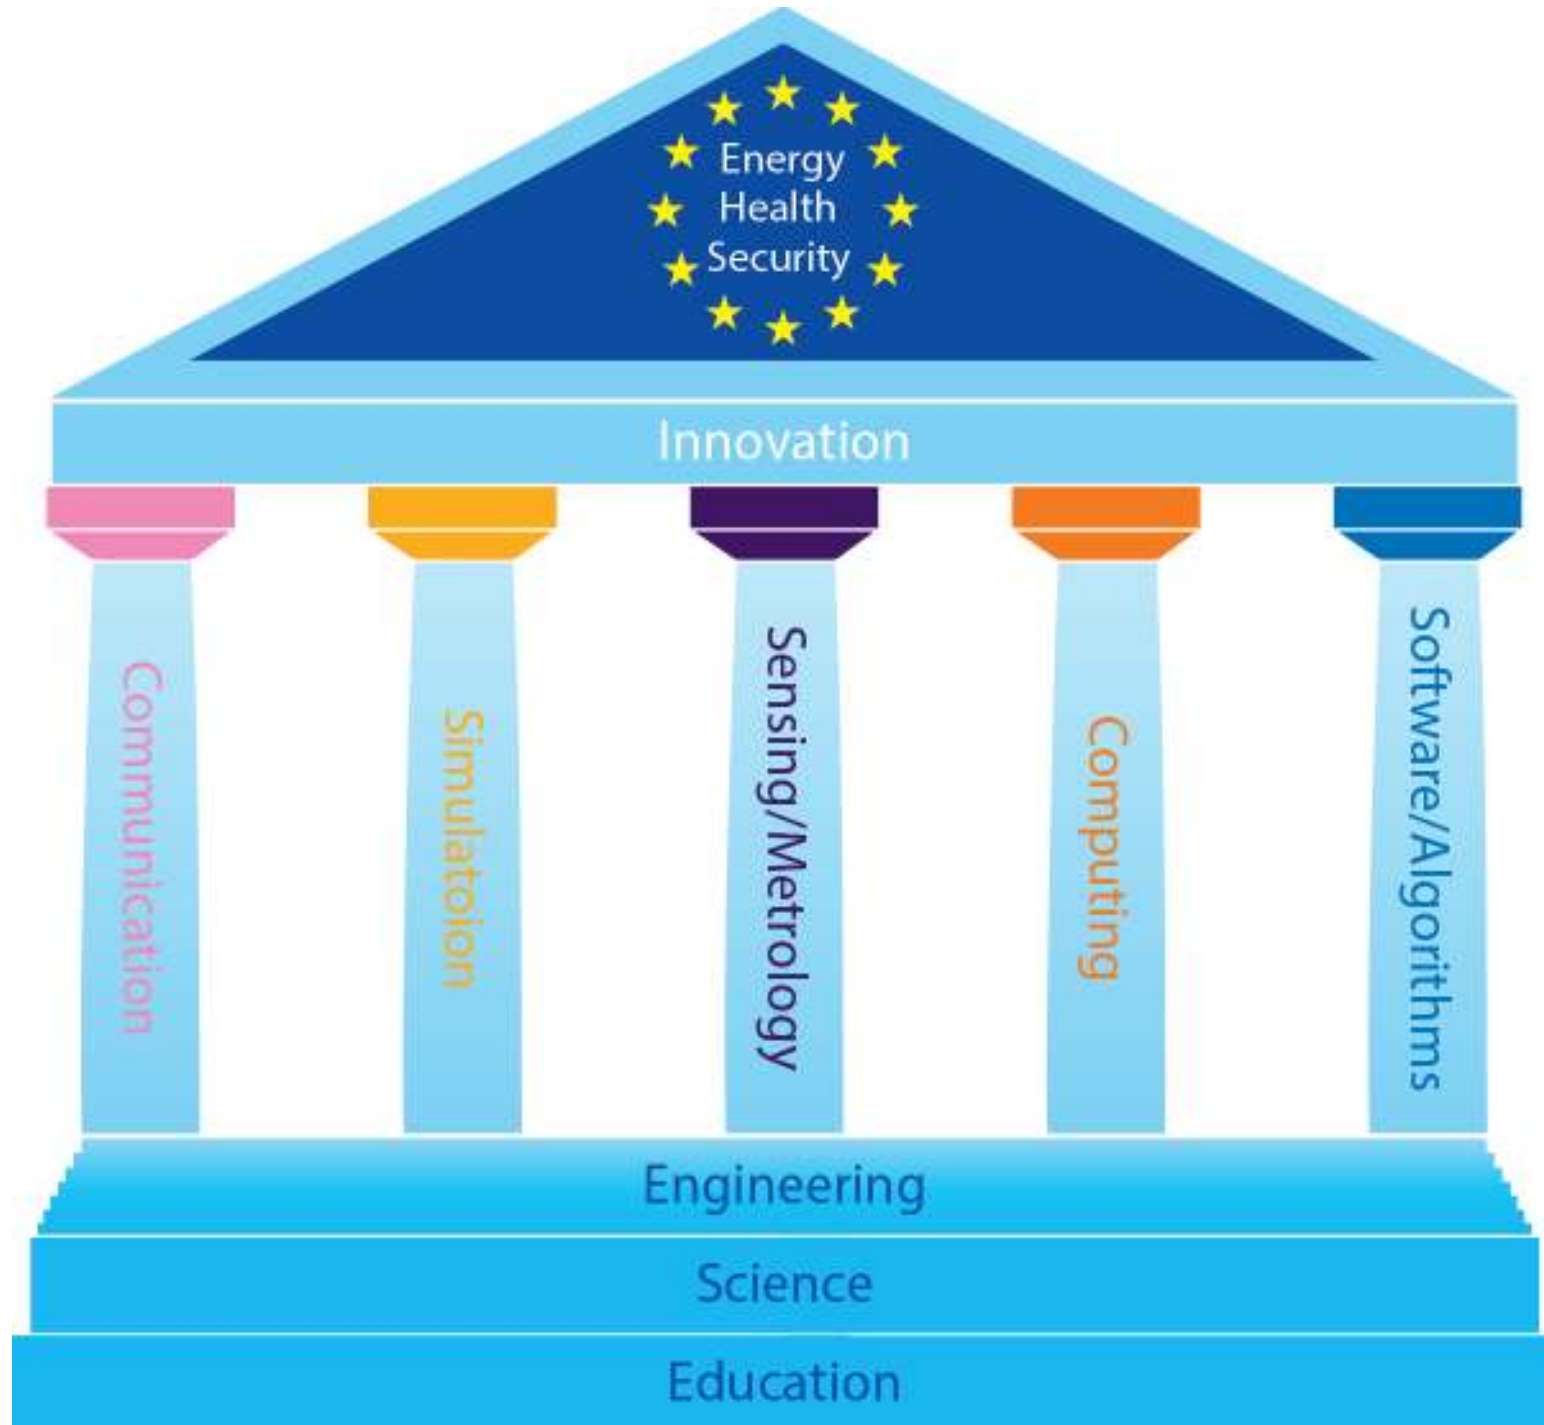 Energy
Health
Security
Innovation
Communication
Simulatoion
Sensing/Metrology
Computing
Software/Algorithms
Engineering
Science
Education